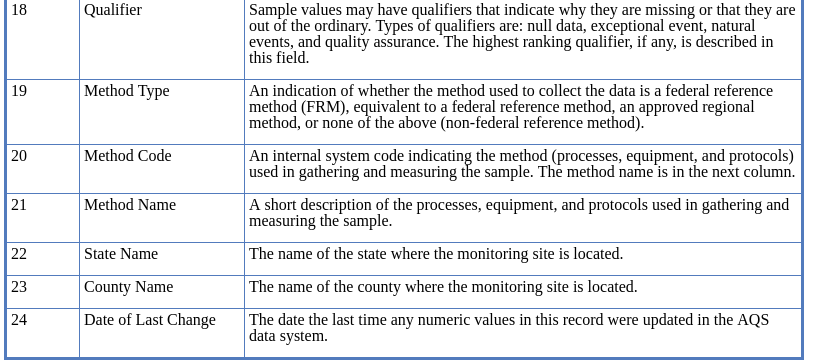 18 Qualifier Sample values may have qualifiers that indicate why they are missing or that they are
out of the ordinary. Types of qualifiers are: null data, exceptional event, natural
events, and quality assurance. The highest ranking qualifier, if any, is described in
this field.
19 Method Type An indication of whether the method used to collect the data is a federal reference
method (FRM), equivalent to a federal reference method, an approved regional
method, or none of the above (non-federal reference method).
20 Method Code An internal system code indicating the method (processes, equipment, and protocols)
used in gathering and measuring the sample. The method name is in the next column.
21 Method Name A short description of the processes, equipment, and protocols used in gathering and
measuring the sample.
22 State Name The name of the state where the monitoring site is located.
23 County Name The name of the county where the monitoring site is located.
24 Date of Last Change The date the last time any numeric values in this record were updated in the AQS
data system.